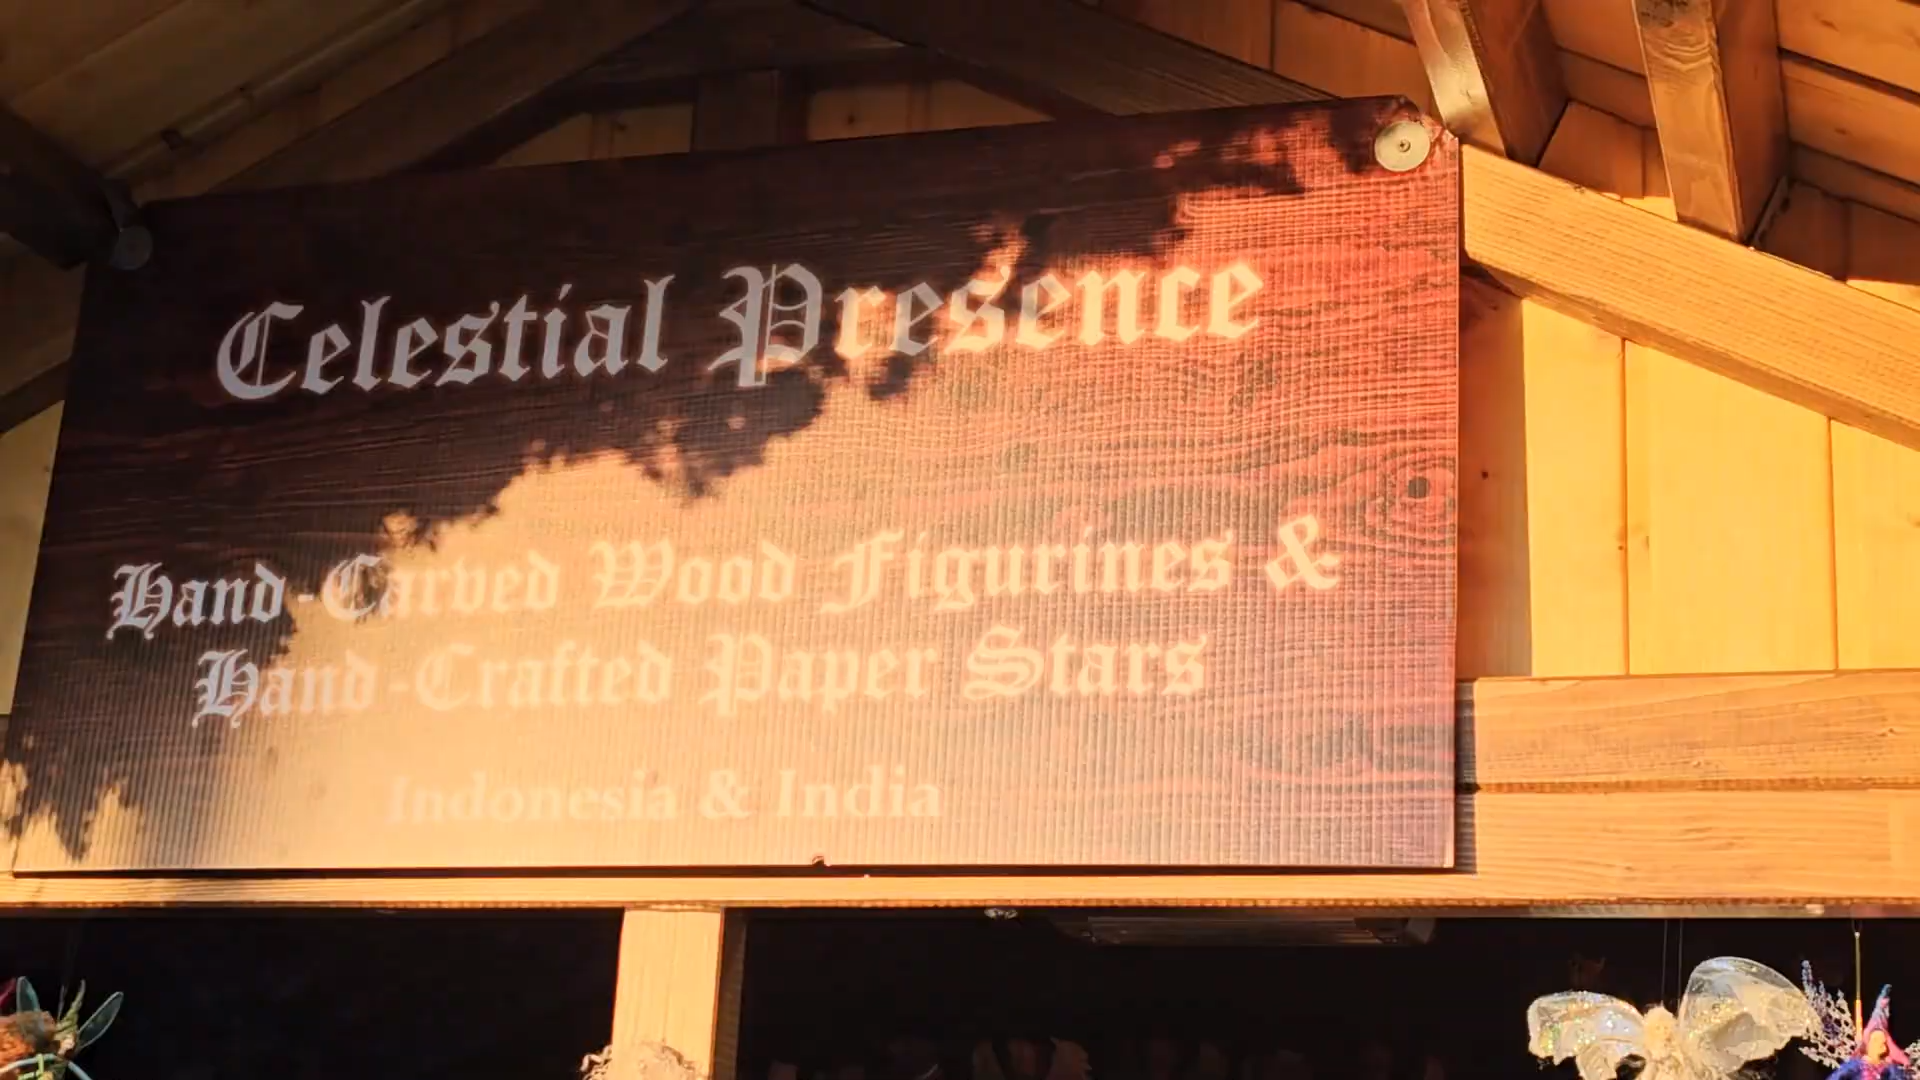 Celestial Presence
Hand-Carved Wood Figurines &
Hand-Crafted Paper Stars
Indonesia & India